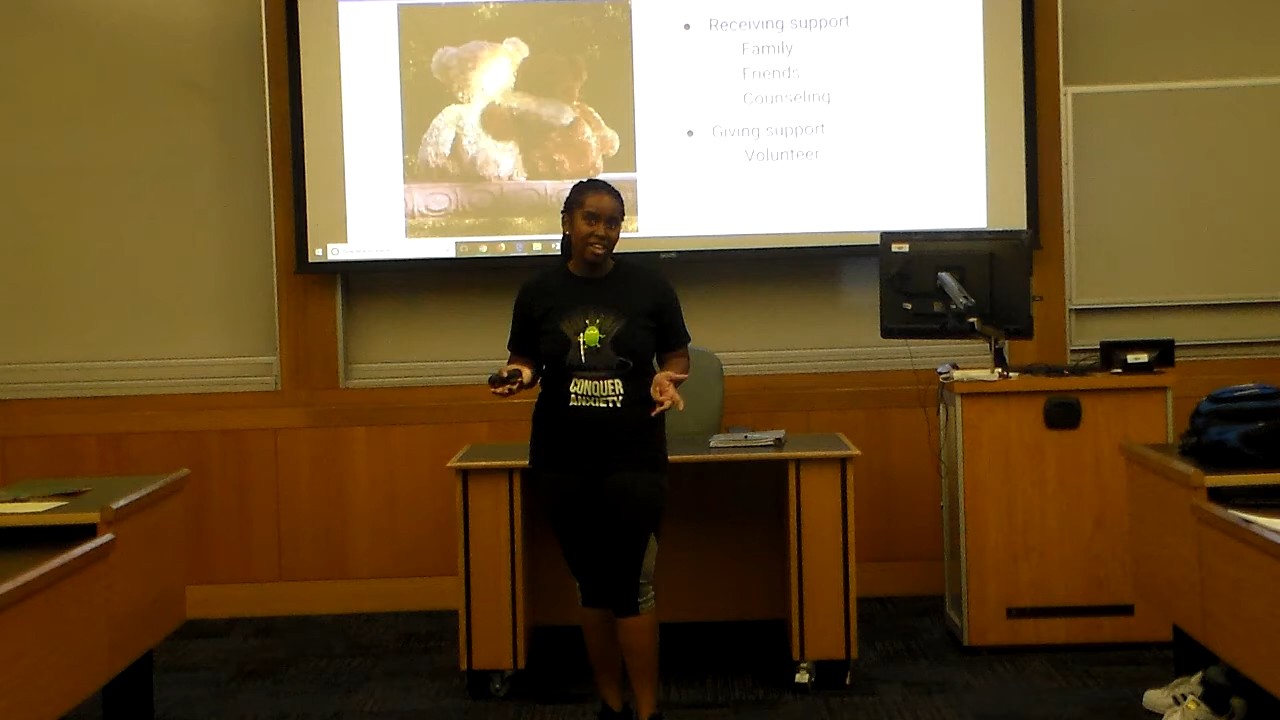 Receiving support
Family
Friends
Counseling
Giving support
Volunteer
CONQUER
ANXIETY